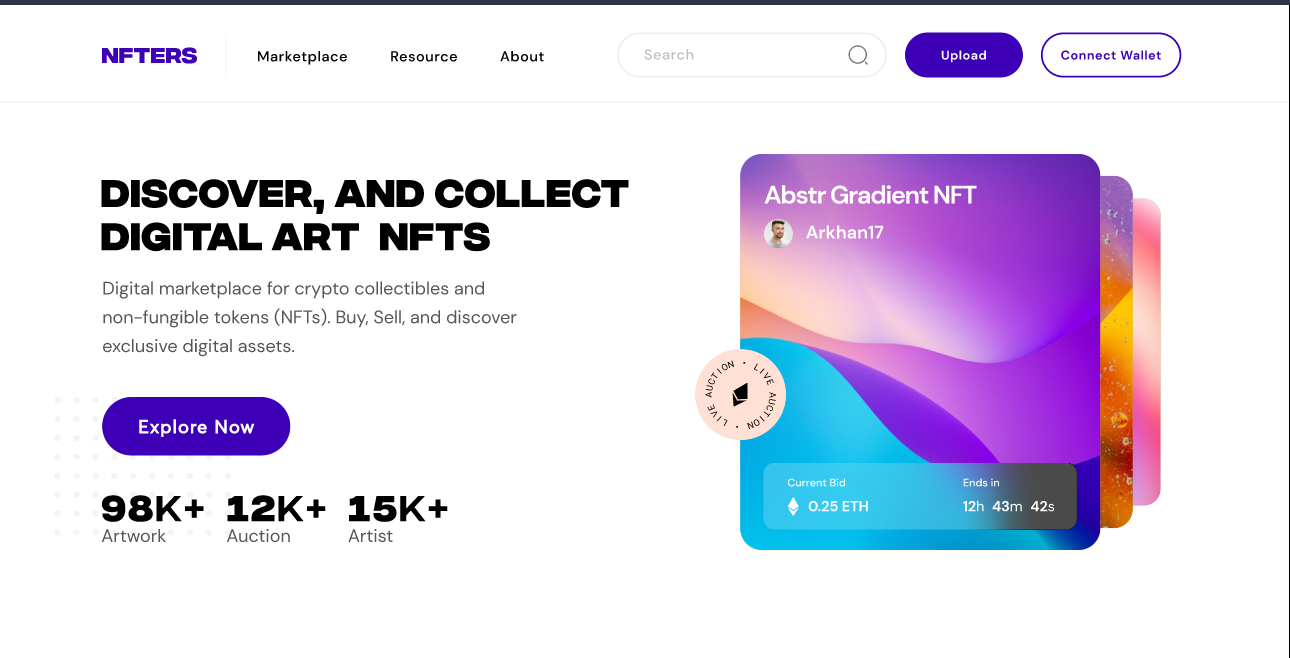 NFTERS
Marketplace
Resource
About
Search
Upload
Connect Wallet
DISCOVER, AND COLLECT
DIGITAL ART NFTS
Digital marketplace for crypto collectibles and
non-fungible tokens (NFTs). Buy, Sell, and discover
exclusive digital assets.
Explore Now
98K+ 12K+ 15K+
Artwork Auction Artist
Abstr Gradient NFT
Arkhan17
LIVE AUCTION • LIVE AUCTION •
Current Bid
0.25 ETH
Ends in
12h 43m 42s